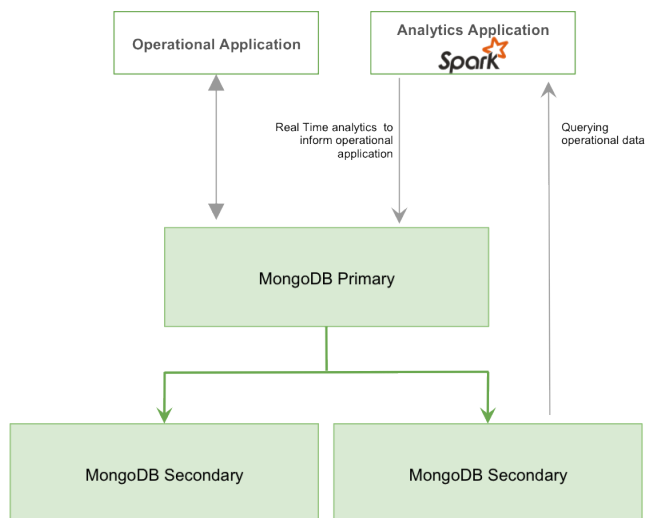 Operational Application
Analytics Application
Spark
Real Time analytics to
inform operational
application
Querying
operational data
MongoDB Primary
MongoDB Secondary
MongoDB Secondary